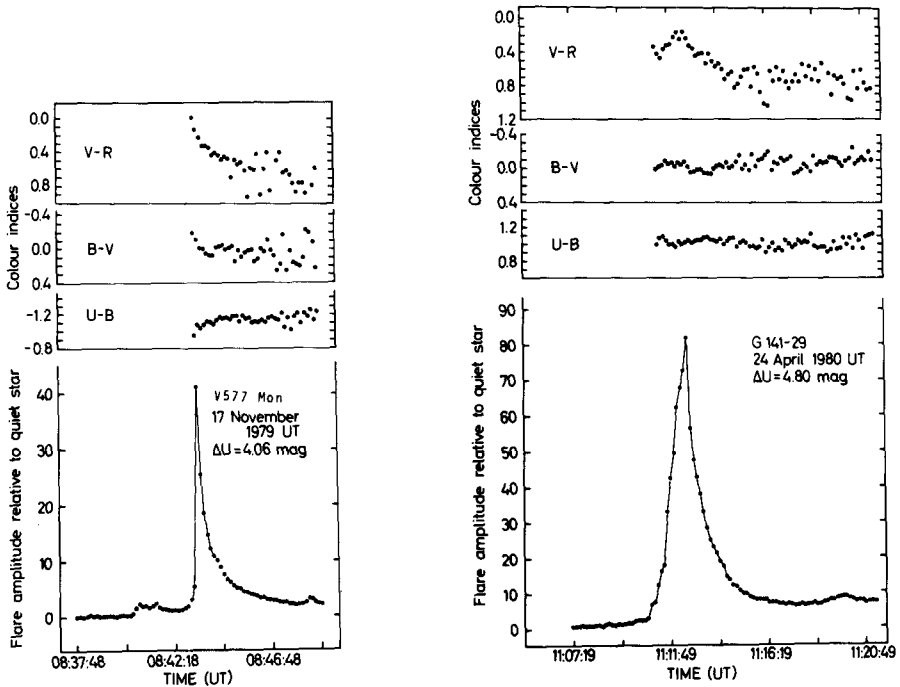 Colour indices
0.0
0.4
0.8
V-R
-0.4
0.0
0.4
B-V
-1.2
-0.8
U-B
Flare amplitude relative to quiet star
40
30
20
10
0
V577 Mon
17 November
1979 UT
ΔU=4.06 mag
08:37:48
08:42:18
08:46:48
TIME (UT)
Colour indices
0.0
0.4
0.8
1.2
V-R
-0.4
0.0
0.4
B-V
1.2
0.8
U-B
Flare amplitude relative to quiet star
90
80
70
60
50
40
30
20
10
0
G 141-29
24 April 1980 UT
ΔU=4.80 mag
11:07:19
11:11:49
11:16:19
11:20:49
TIME (UT)